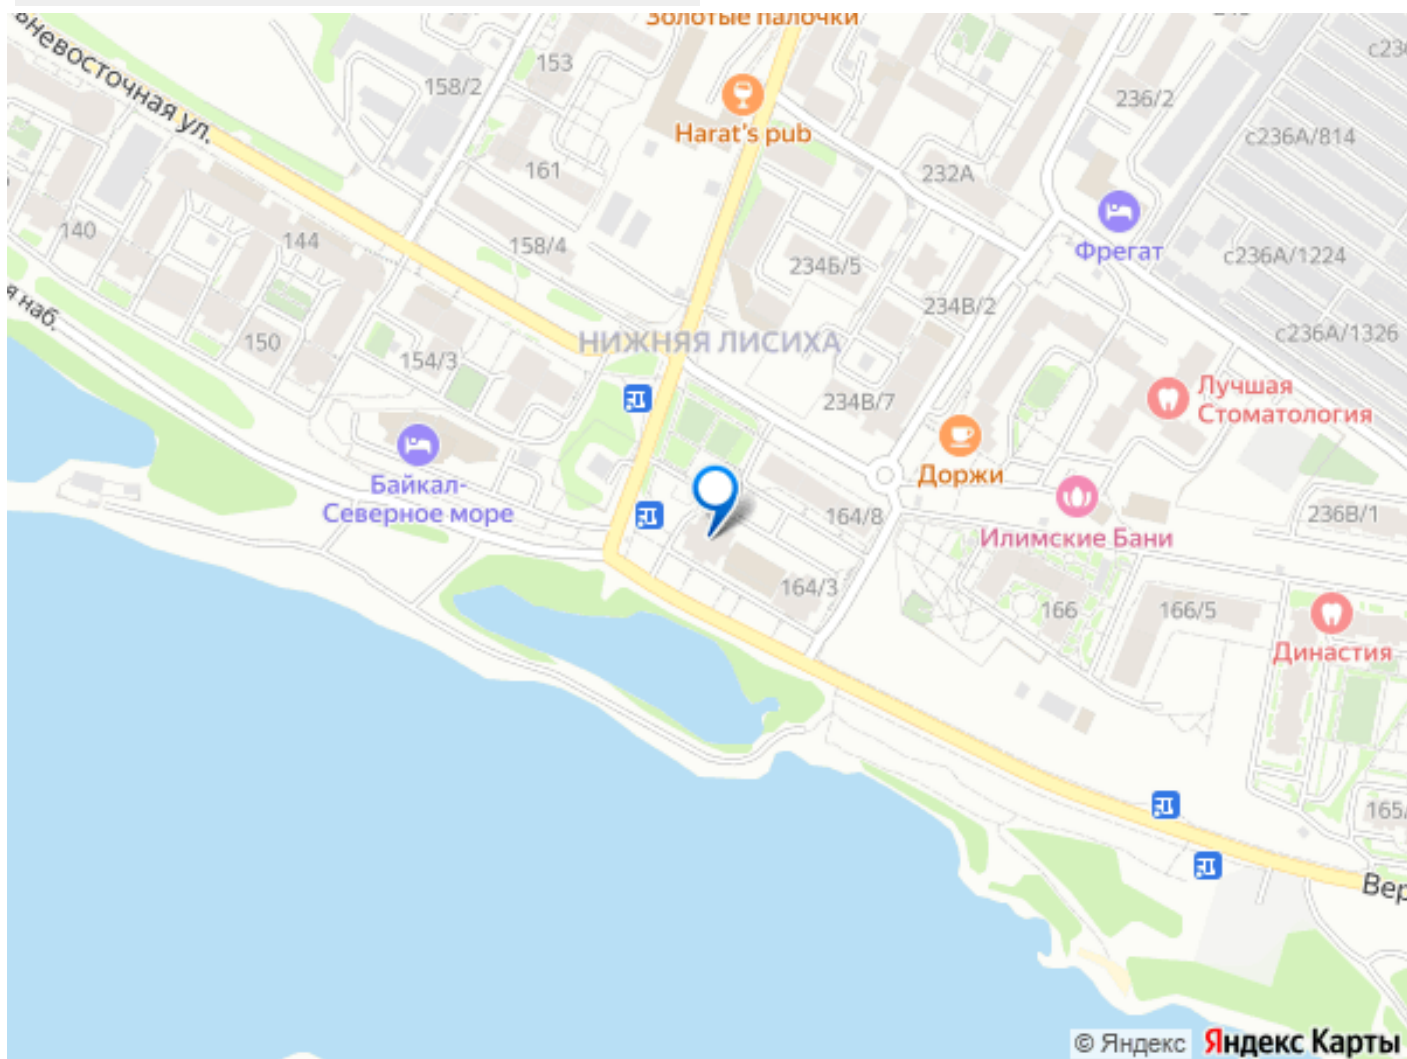 Золотые палочки
ьневосточная ул.
158/2
153
Harat's pub
236/2
с236А/814
161
232А
140
144
158/4
Фрегат
234Б/5
с236А/1224
я наб.
234В/2
150
154/3
НИЖНЯЯ ЛИСИХА
с236А/1326
234В/7
Лучшая
Стоматология
Доржи
Байкал-
Северное море
164/8
Илимские Бани
236В/1
164/3
166
166/5
Династия
165/
Вер
© Яндекс
Яндекс Карты